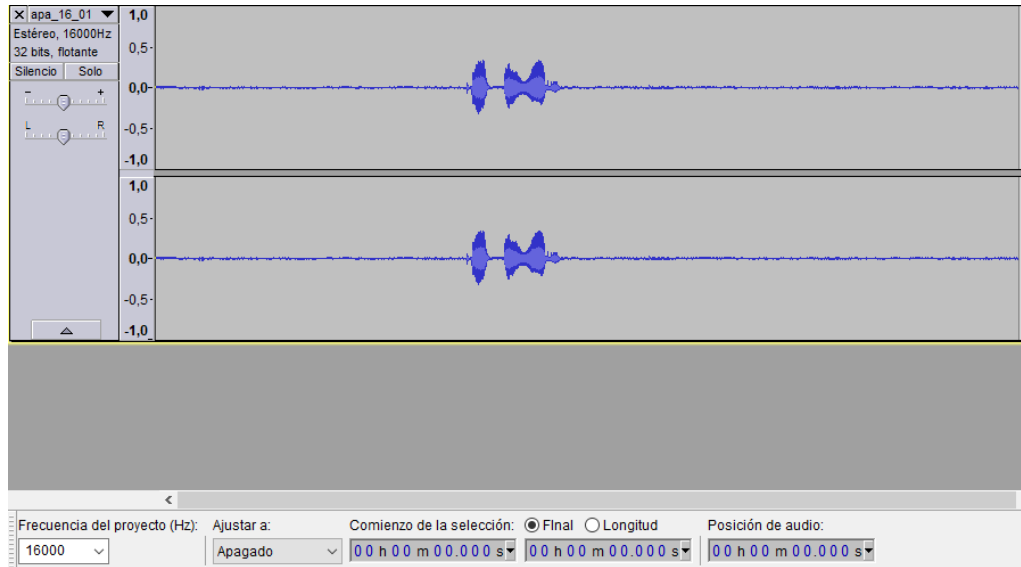 × apa_16_01 ▼
Estéreo, 16000Hz
32 bits, flotante
Silencio Solo
- +
L R
1,0
0,5-
0,0-
-0,5-
-1,0
1,0
0,5-
0,0-
-0,5-
-1,0
Frecuencia del proyecto (Hz): Ajustar a: Comienzo de la selección: FInal Longitud Posición de audio:
16000 Apagado 00 h 00 m 00.000 s 00 h 00 m 00.000 s 00 h 00 m 00.000 s